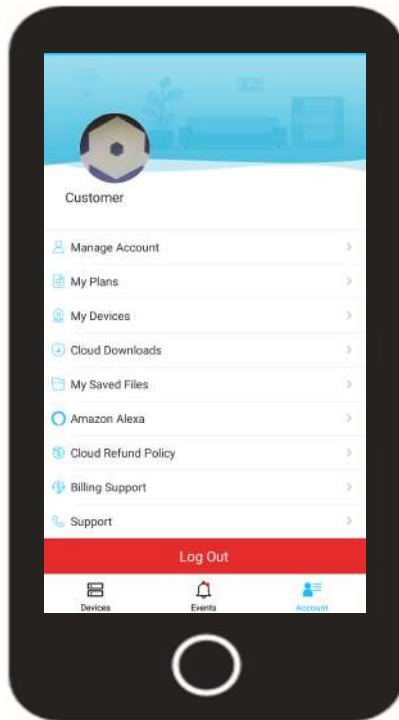 Customer
Manage Account
My Plans
My Devices
Cloud Downloads
My Saved Files
Amazon Alexa
Cloud Refund Policy
Billing Support
Support
Log Out
Devices
Events
Account